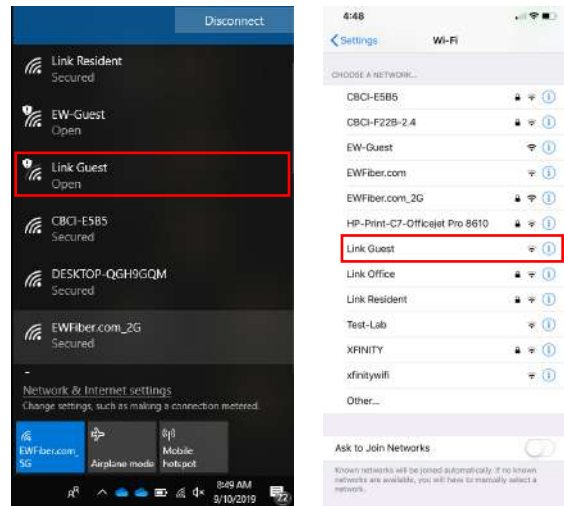 Disconnect
Link Resident
Secured
EW-Guest
Open
Link Guest
Open
CBCI-E5B5
Secured
DESKTOP-QGH9GQM
Secured
EWFiber.com_2G
Secured
Network & Internet settings
Change settings, such as making a connection metered.
EWFiber.com_
5G
Airplane mode
Mobile
hotspot
8:49 AM
9/10/2019
22
4:48
Settings
Wi-Fi
CHOOSE A NETWORK...
CBCI-E5B5
CBCI-F22B-2.4
EW-Guest
EWFiber.com
EWFiber.com_2G
HP-Print-C7-Officejet Pro 8610
Link Guest
Link Office
Link Resident
Test-Lab
XFINITY
xfinitywifi
Other...
Ask to Join Networks
Known networks will be joined automatically. If no known
networks are available, you will have to manually select a
network.